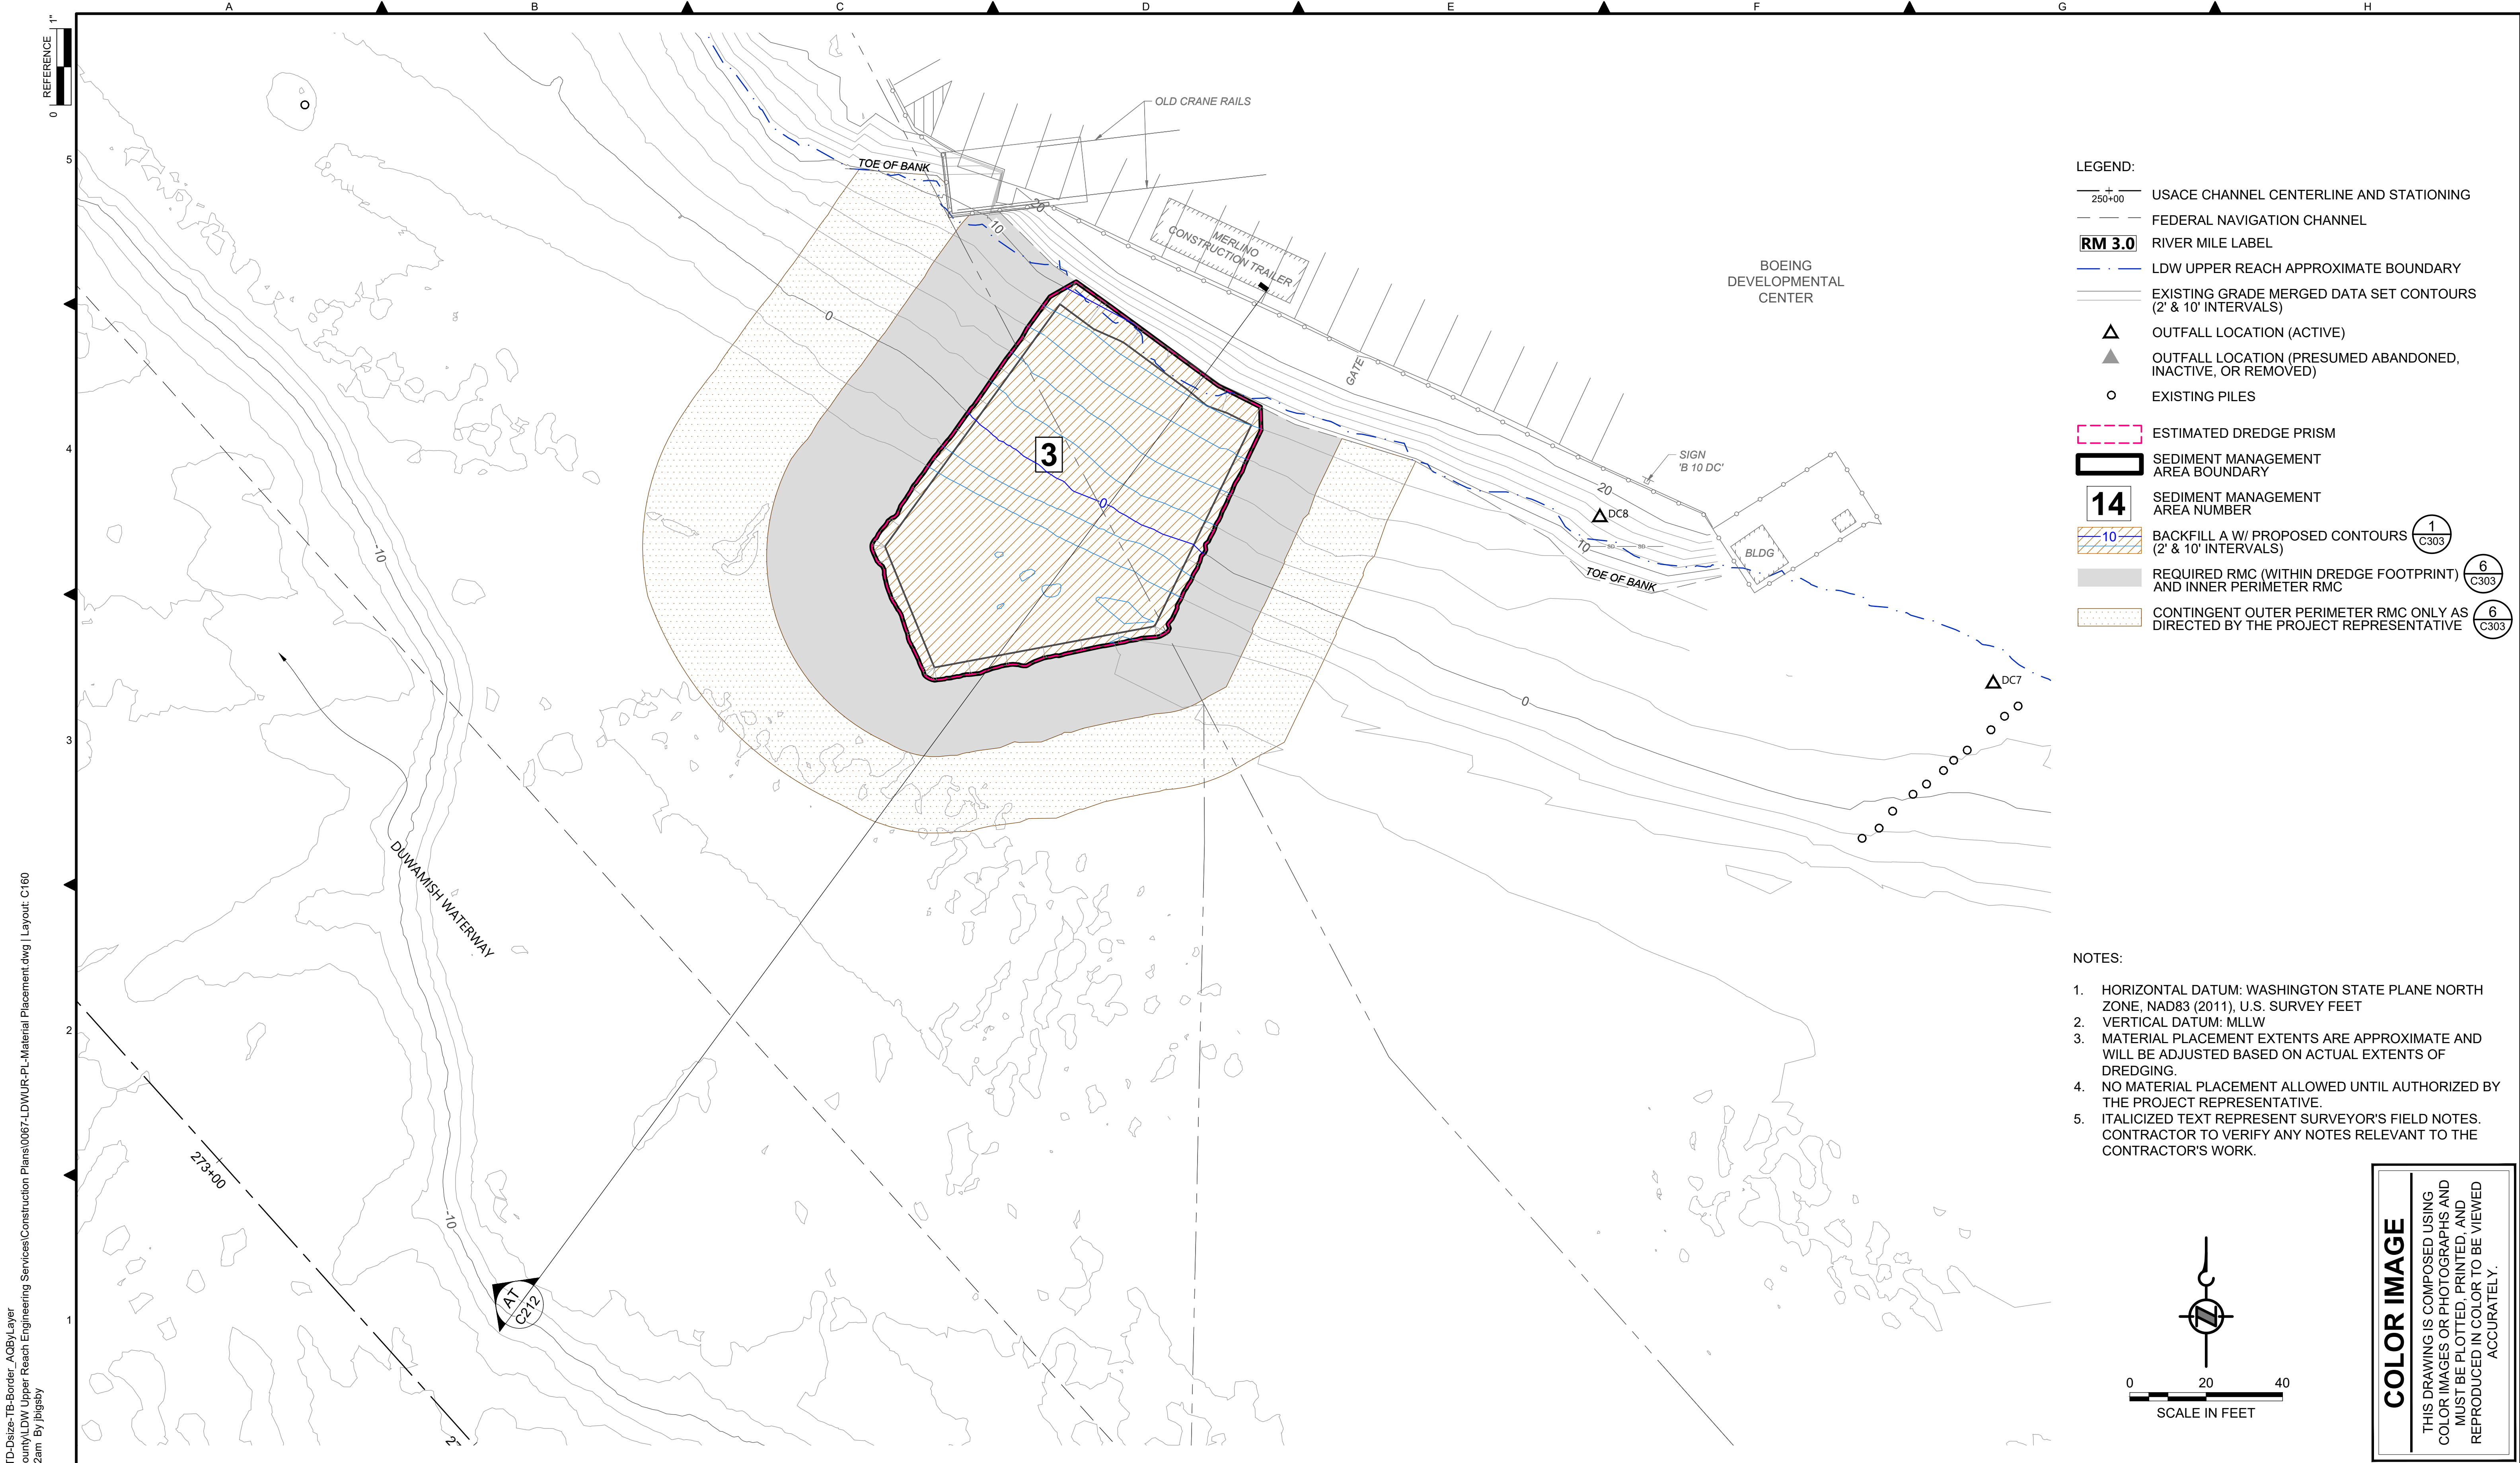 A
B
C
D
E
F
G
H
1"
REFERENCE
0
5
4
3
2
1
OLD CRANE RAILS
TOE OF BANK
20
10
MERLINO
CONSTRUCTION TRAILER
BOEING
DEVELOPMENTAL
CENTER
0
GATE
3
0
SIGN
'B 10 DC'
20
DC8
10
SD
SD
BLDG
TOE OF BANK
-10
0
DC7
DUWAMISH WATERWAY
273+00
-10
AT
C212
27
LEGEND:
250+00
USACE CHANNEL CENTERLINE AND STATIONING
FEDERAL NAVIGATION CHANNEL
RM 3.0
RIVER MILE LABEL
LDW UPPER REACH APPROXIMATE BOUNDARY
EXISTING GRADE MERGED DATA SET CONTOURS
(2' & 10' INTERVALS)
OUTFALL LOCATION (ACTIVE)
OUTFALL LOCATION (PRESUMED ABANDONED,
INACTIVE, OR REMOVED)
EXISTING PILES
ESTIMATED DREDGE PRISM
SEDIMENT MANAGEMENT
AREA BOUNDARY
14
SEDIMENT MANAGEMENT
AREA NUMBER
10
BACKFILL A W/ PROPOSED CONTOURS
(2' & 10' INTERVALS)
1
C303
REQUIRED RMC (WITHIN DREDGE FOOTPRINT)
AND INNER PERIMETER RMC
6
C303
CONTINGENT OUTER PERIMETER RMC ONLY AS
DIRECTED BY THE PROJECT REPRESENTATIVE
6
C303
NOTES:
1. HORIZONTAL DATUM: WASHINGTON STATE PLANE NORTH
ZONE, NAD83 (2011), U.S. SURVEY FEET
2. VERTICAL DATUM: MLLW
3. MATERIAL PLACEMENT EXTENTS ARE APPROXIMATE AND
WILL BE ADJUSTED BASED ON ACTUAL EXTENTS OF
DREDGING.
4. NO MATERIAL PLACEMENT ALLOWED UNTIL AUTHORIZED BY
THE PROJECT REPRESENTATIVE.
5. ITALICIZED TEXT REPRESENT SURVEYOR'S FIELD NOTES.
CONTRACTOR TO VERIFY ANY NOTES RELEVANT TO THE
CONTRACTOR'S WORK.
0 20 40
SCALE IN FEET
COLOR IMAGE
THIS DRAWING IS COMPOSED USING
COLOR IMAGES OR PHOTOGRAPHS AND
MUST BE PLOTTED, PRINTED, AND
REPRODUCED IN COLOR TO BE VIEWED
ACCURATELY.
TD-Dsize-TB-Border_AQByLayer
ounty\LDW Upper Reach Engineering Services\Construction Plans\0067-LDWUR-PL-Material Placement.dwg | Layout: C160
2am By jbigsby